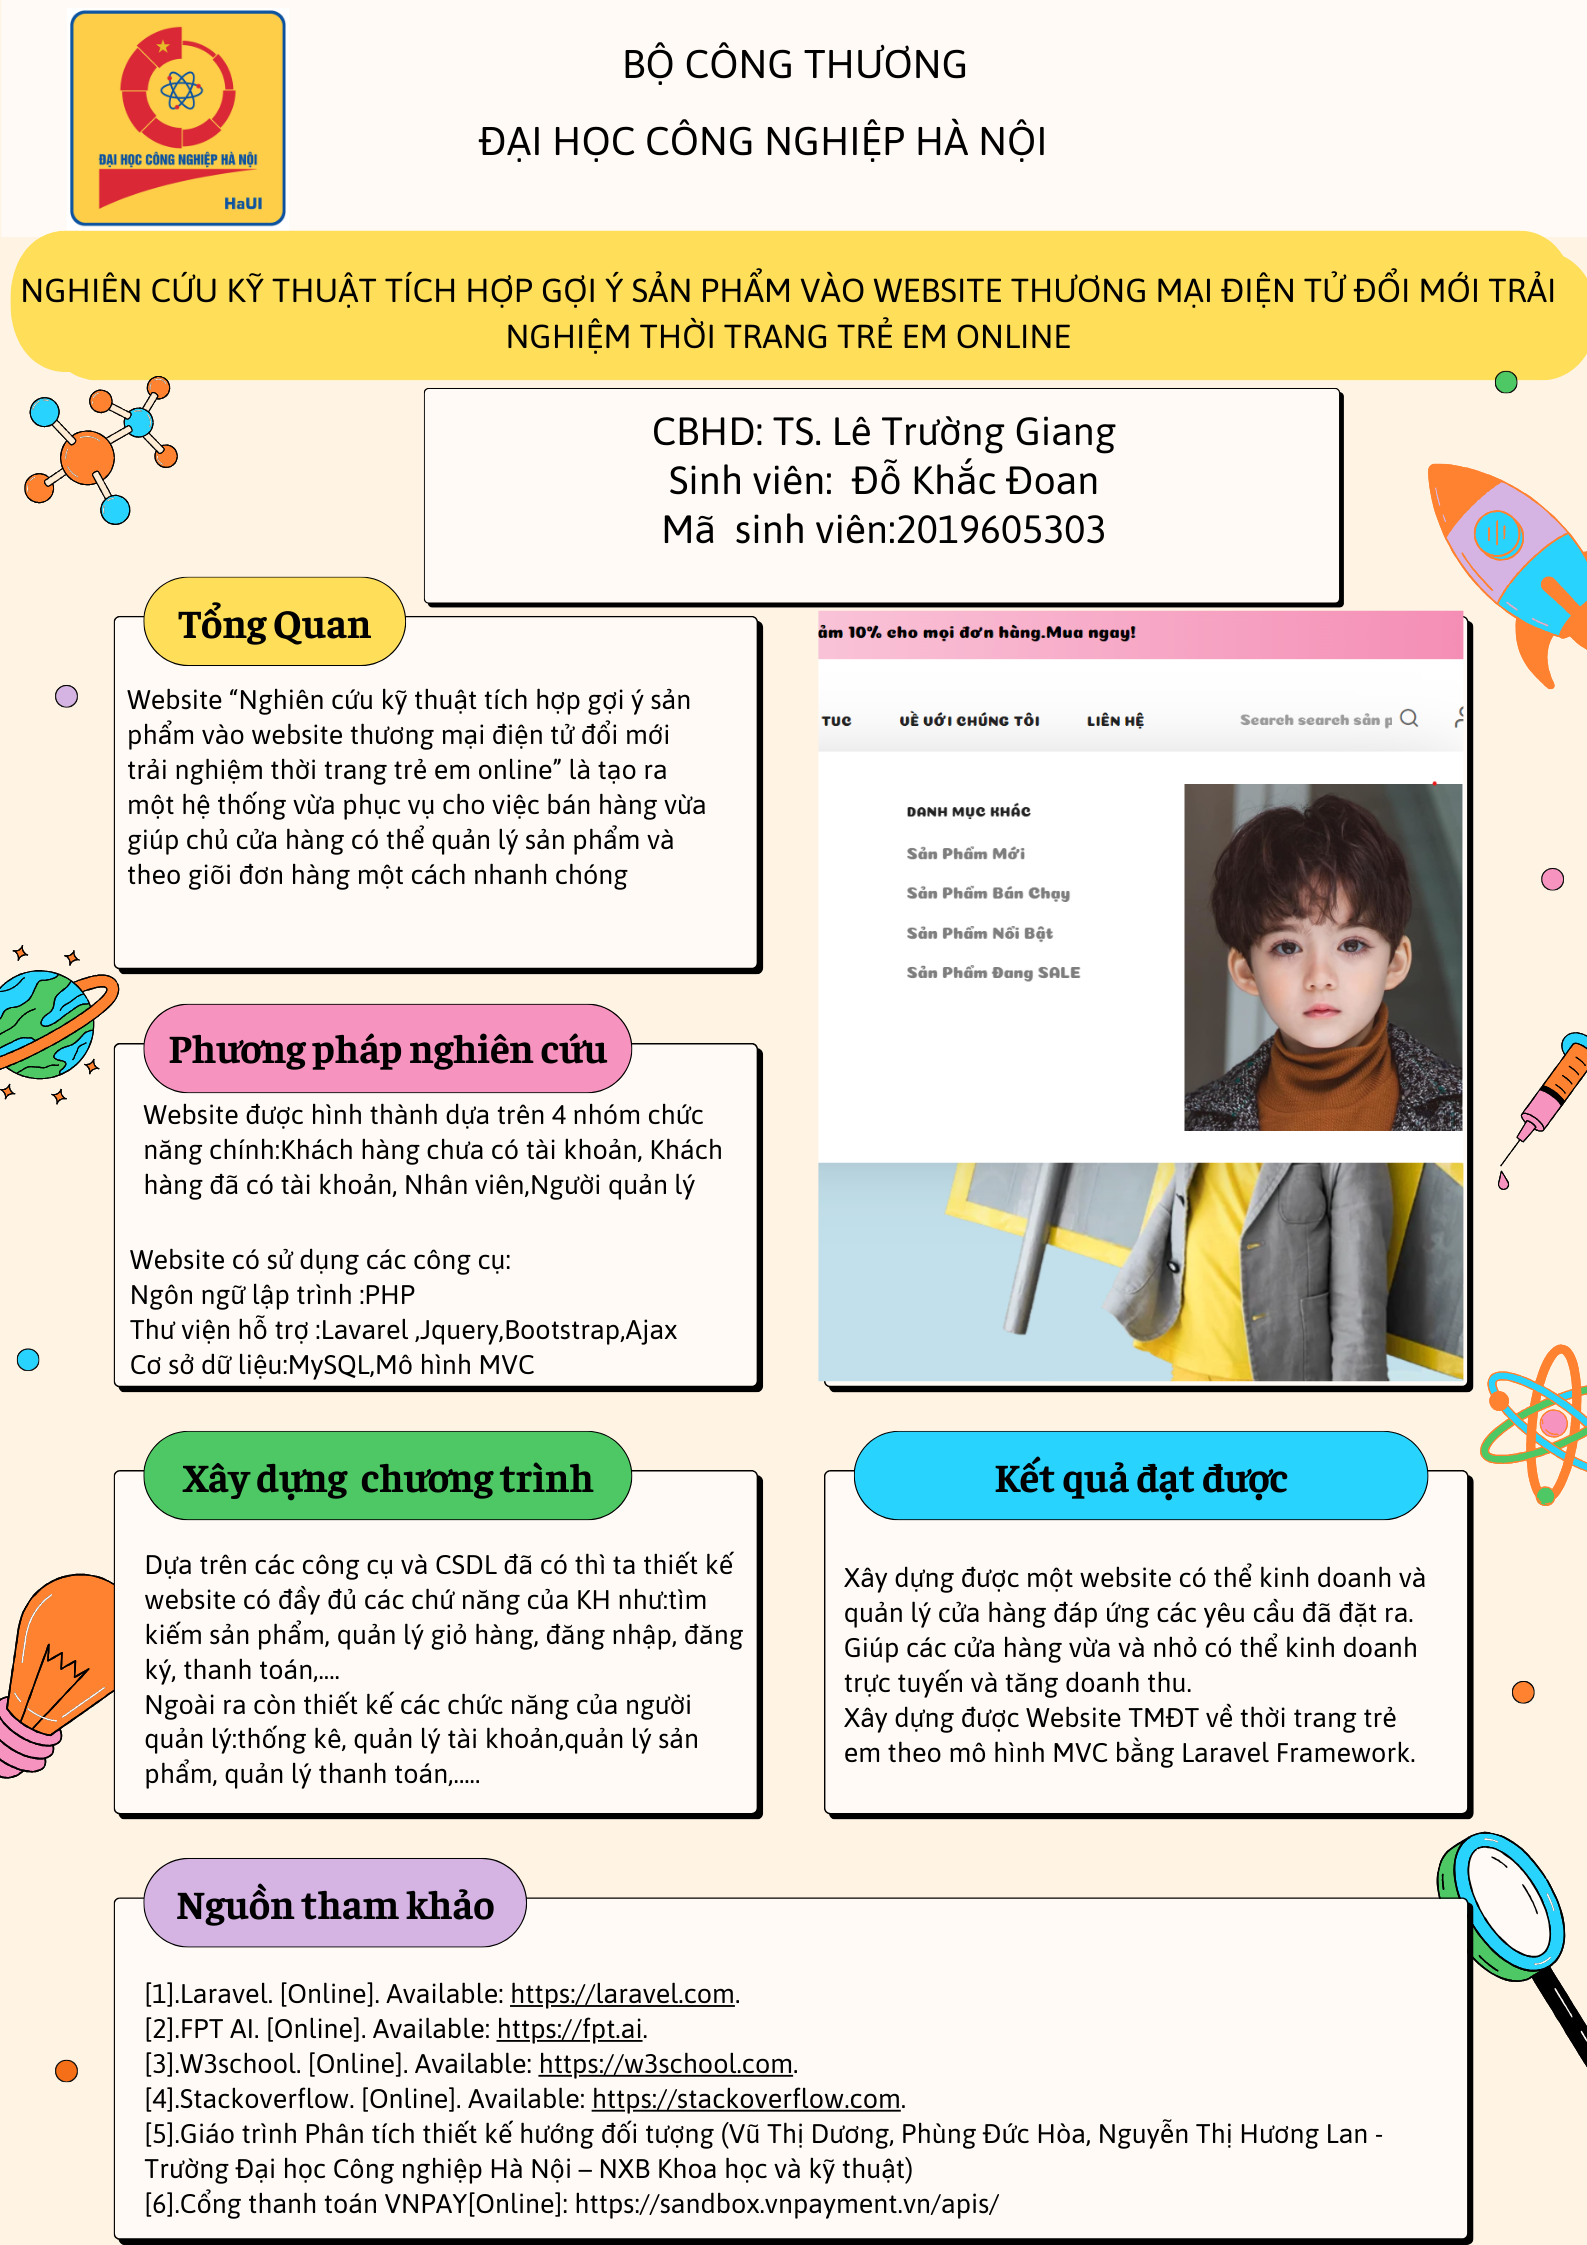 ĐẠI HỌC CÔNG NGHIỆP HÀ NỘI
HaUI
BỘ CÔNG THƯƠNG
ĐẠI HỌC CÔNG NGHIỆP HÀ NỘI
NGHIÊN CỨU KỸ THUẬT TÍCH HỢP GỢI Ý SẢN PHẨM VÀO WEBSITE THƯƠNG MẠI ĐIỆN TỬ ĐỔI MỚI TRẢI
NGHIỆM THỜI TRANG TRẺ EM ONLINE
CBHD: TS. Lê Trường Giang
Sinh viên: Đỗ Khắc Đoan
Mã sinh viên:2019605303
Tổng Quan
Website “Nghiên cứu kỹ thuật tích hợp gợi ý sản
phẩm vào website thương mại điện tử đổi mới
trải nghiệm thời trang trẻ em online” là tạo ra
một hệ thống vừa phục vụ cho việc bán hàng vừa
giúp chủ cửa hàng có thể quản lý sản phẩm và
theo giõi đơn hàng một cách nhanh chóng
ảm 10% cho mọi đơn hàng.Mua ngay!
TỨC VỀ VỚI CHÚNG TÔI LIÊN HỆ Search search sản p
DANH MỤC KHÁC
Sản Phẩm Mới
Sản Phẩm Bán Chạy
Sản Phẩm Nổi Bật
Sản Phẩm Đang SALE
Phương pháp nghiên cứu
Website được hình thành dựa trên 4 nhóm chức
năng chính:Khách hàng chưa có tài khoản, Khách
hàng đã có tài khoản, Nhân viên,Người quản lý
Website có sử dụng các công cụ:
Ngôn ngữ lập trình :PHP
Thư viện hỗ trợ :Lavarel ,Jquery,Bootstrap,Ajax
Cơ sở dữ liệu:MySQL,Mô hình MVC
Xây dựng chương trình
Dựa trên các công cụ và CSDL đã có thì ta thiết kế
website có đầy đủ các chứ năng của KH như:tìm
kiếm sản phẩm, quản lý giỏ hàng, đăng nhập, đăng
ký, thanh toán,....
Ngoài ra còn thiết kế các chức năng của người
quản lý:thống kê, quản lý tài khoản,quản lý sản
phẩm, quản lý thanh toán,.....
Kết quả đạt được
Xây dựng được một website có thể kinh doanh và
quản lý cửa hàng đáp ứng các yêu cầu đã đặt ra.
Giúp các cửa hàng vừa và nhỏ có thể kinh doanh
trực tuyến và tăng doanh thu.
Xây dựng được Website TMĐT về thời trang trẻ
em theo mô hình MVC bằng Laravel Framework.
Nguồn tham khảo
[1].Laravel. [Online]. Available: https://laravel.com.
[2].FPT AI. [Online]. Available: https://fpt.ai.
[3].W3school. [Online]. Available: https://w3school.com.
[4].Stackoverflow. [Online]. Available: https://stackoverflow.com.
[5].Giáo trình Phân tích thiết kế hướng đối tượng (Vũ Thị Dương, Phùng Đức Hòa, Nguyễn Thị Hương Lan -
Trường Đại học Công nghiệp Hà Nội – NXB Khoa học và kỹ thuật)
[6].Cổng thanh toán VNPAY[Online]: https://sandbox.vnpayment.vn/apis/